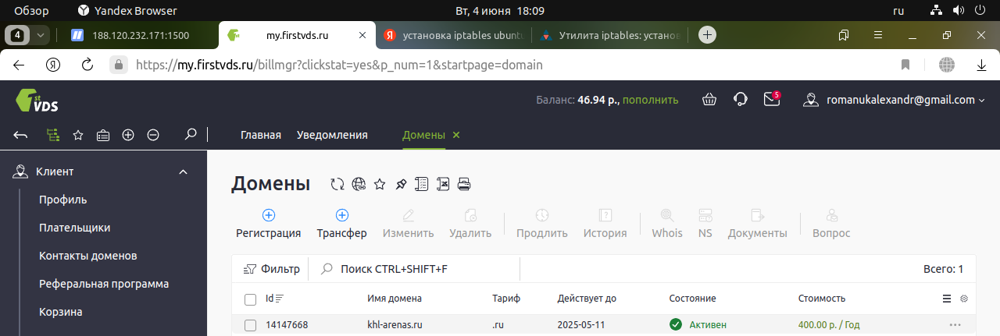 Обзор Yandex Browser Вт, 4 июня 18:09 ru
4 188.120.232.171:1500 my.firstvds.ru установка iptables ubunt Утилита iptables: установ
https://my.firstvds.ru/billmgr?clickstat=yes&p_num=1&startpage=domain
st VDS Баланс: 46.94 р., пополнить 5 romanukalexandr@gmail.com
Главная Уведомления Домены
Клиент
Профиль
Плательщики
Контакты доменов
Реферальная программа
Корзина
Домены
Регистрация Трансфер Изменить Удалить Продлить История Whois NS Документы Вопрос
Фильтр Поиск CTRL+SHIFT+F Всего: 1
Id Имя домена Тариф Действует до Состояние Стоимость
14147668 khl-arenas.ru .ru 2025-05-11 Активен 400.00 р. / Год